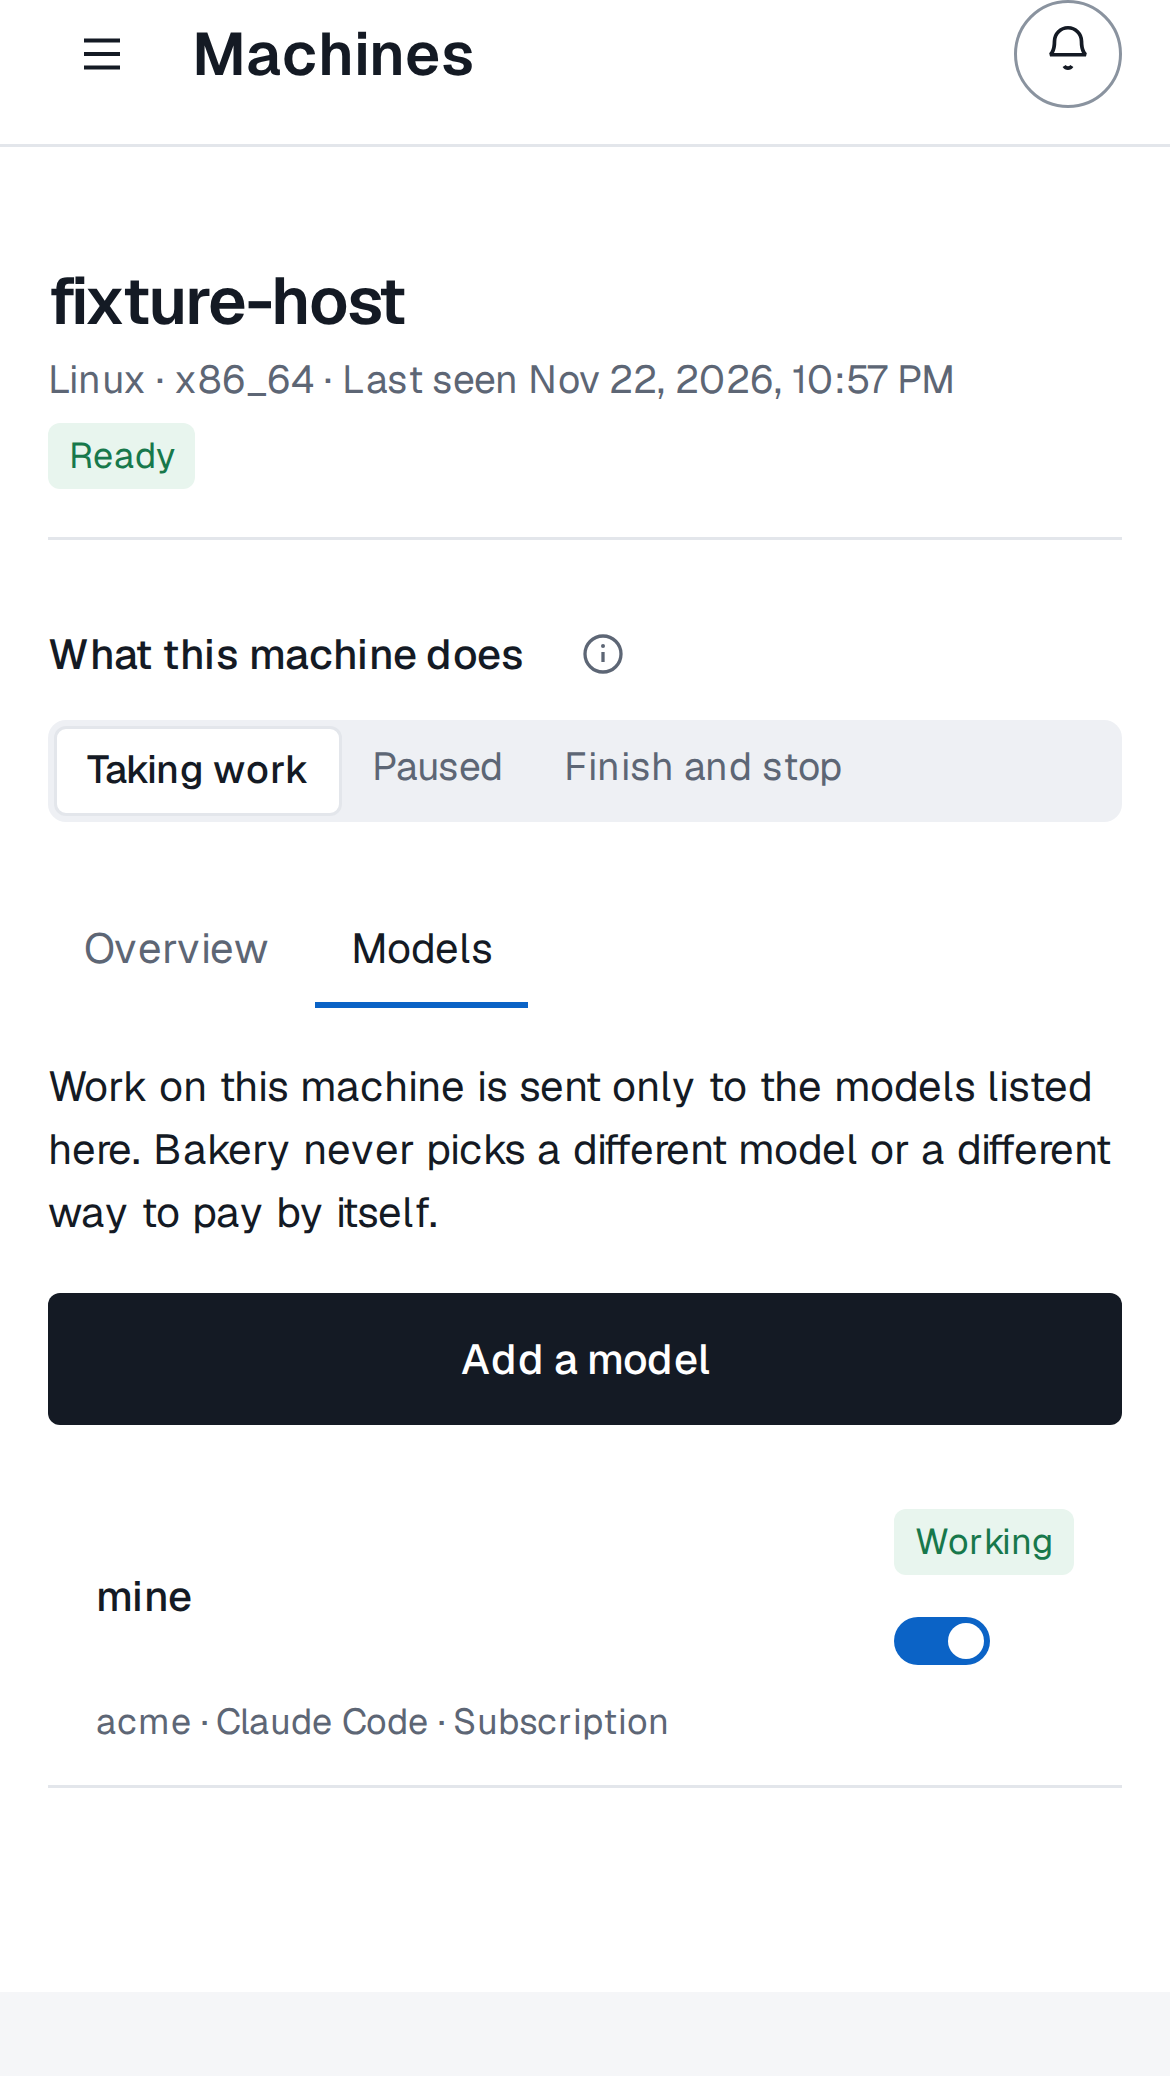 Machines
fixture-host
Linux · x86_64 · Last seen Nov 22, 2026, 10:57 PM
Ready
What this machine does
Taking work
Paused
Finish and stop
Overview
Models
Work on this machine is sent only to the models listed
here. Bakery never picks a different model or a different
way to pay by itself.
Add a model
Working
mine
acme · Claude Code · Subscription